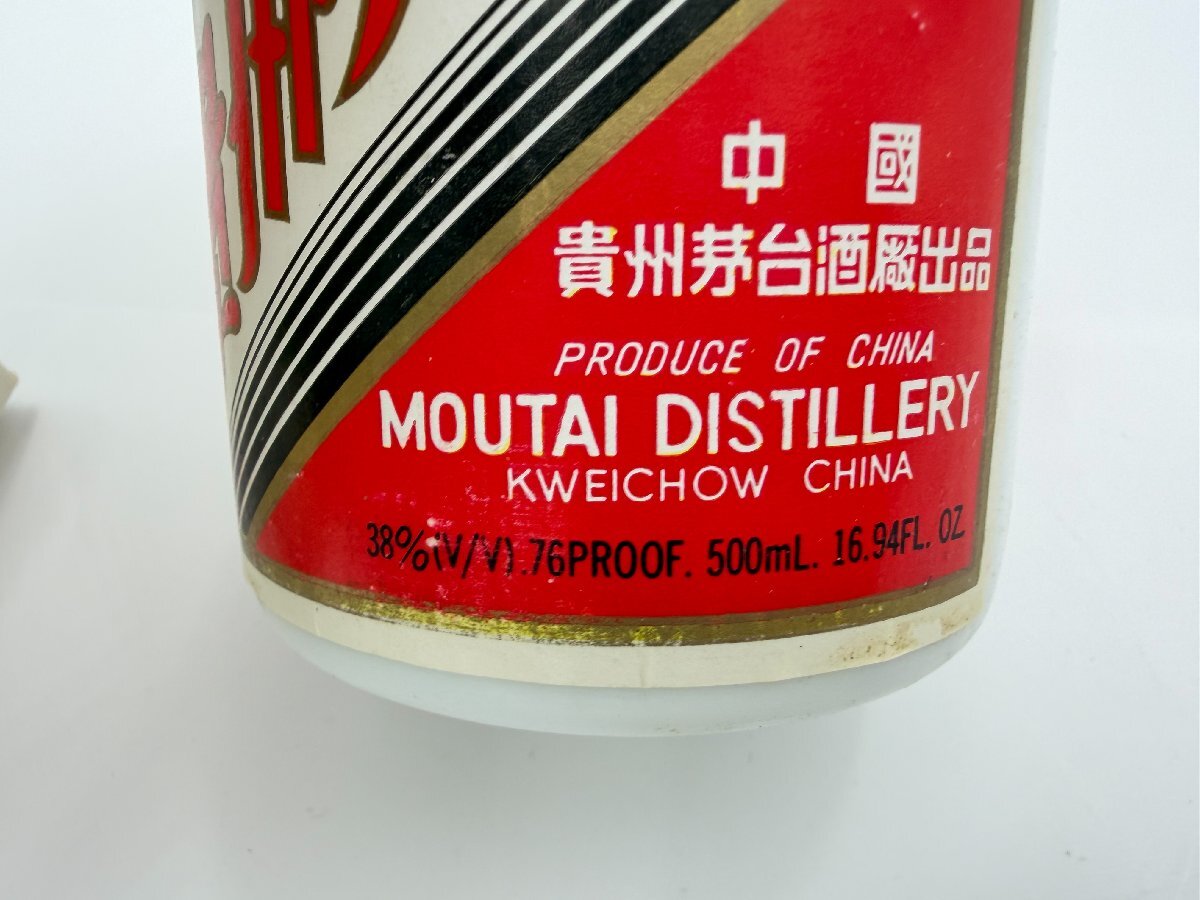 中 國
貴州茅台酒廠出品
PRODUCE OF CHINA
MOUTAI DISTILLERY
KWEICHOW CHINA
38%(V/V).76PROOF. 500mL. 16.94FL. OZ